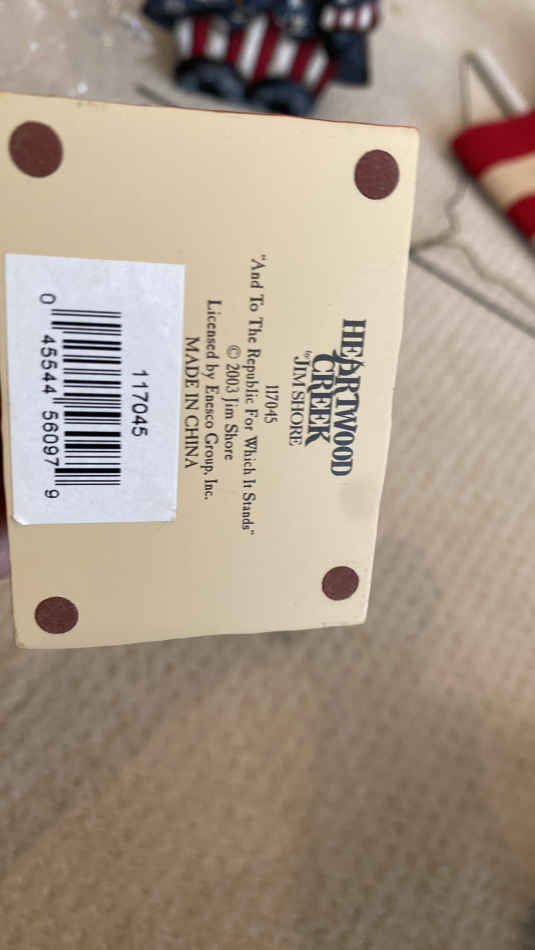 HEARTWOOD
CREEK
by
JIM SHORE
117045
"And To The Republic For Which It Stands"
© 2003 Jim Shore
Licensed by Enesco Group, Inc.
MADE IN CHINA
117045
0 45544 56097 9